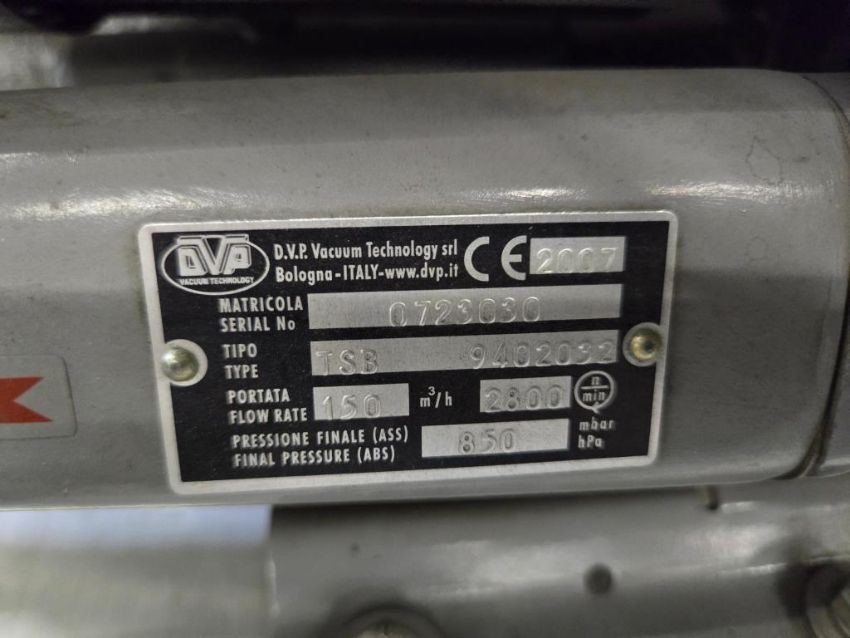 DVP
VACUUM TECHNOLOGY
D.V.P. Vacuum Technology srl
Bologna-ITALY-www.dvp.it
CE 2007
MATRICOLA
SERIAL No 0723030
TIPO
TYPE TSB 9402032
PORTATA
FLOW RATE 150 m³/h 2800 n/min
PRESSIONE FINALE (ASS)
FINAL PRESSURE (ABS) 850 mbar
hPa